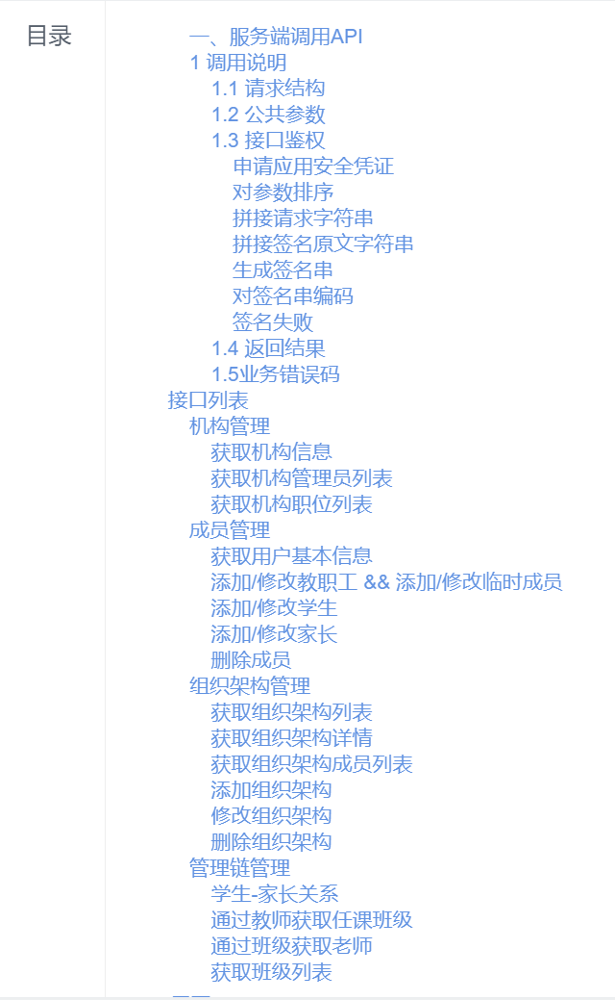 目录
一、服务端调用API
1 调用说明
1.1 请求结构
1.2 公共参数
1.3 接口鉴权
申请应用安全凭证
对参数排序
拼接请求字符串
拼接签名原文字符串
生成签名串
对签名串编码
签名失败
1.4 返回结果
1.5业务错误码
接口列表
机构管理
获取机构信息
获取机构管理员列表
获取机构职位列表
成员管理
获取用户基本信息
添加/修改教职工 && 添加/修改临时成员
添加/修改学生
添加/修改家长
删除成员
组织架构管理
获取组织架构列表
获取组织架构详情
获取组织架构成员列表
添加组织架构
修改组织架构
删除组织架构
管理链管理
学生-家长关系
通过教师获取任课班级
通过班级获取老师
获取班级列表